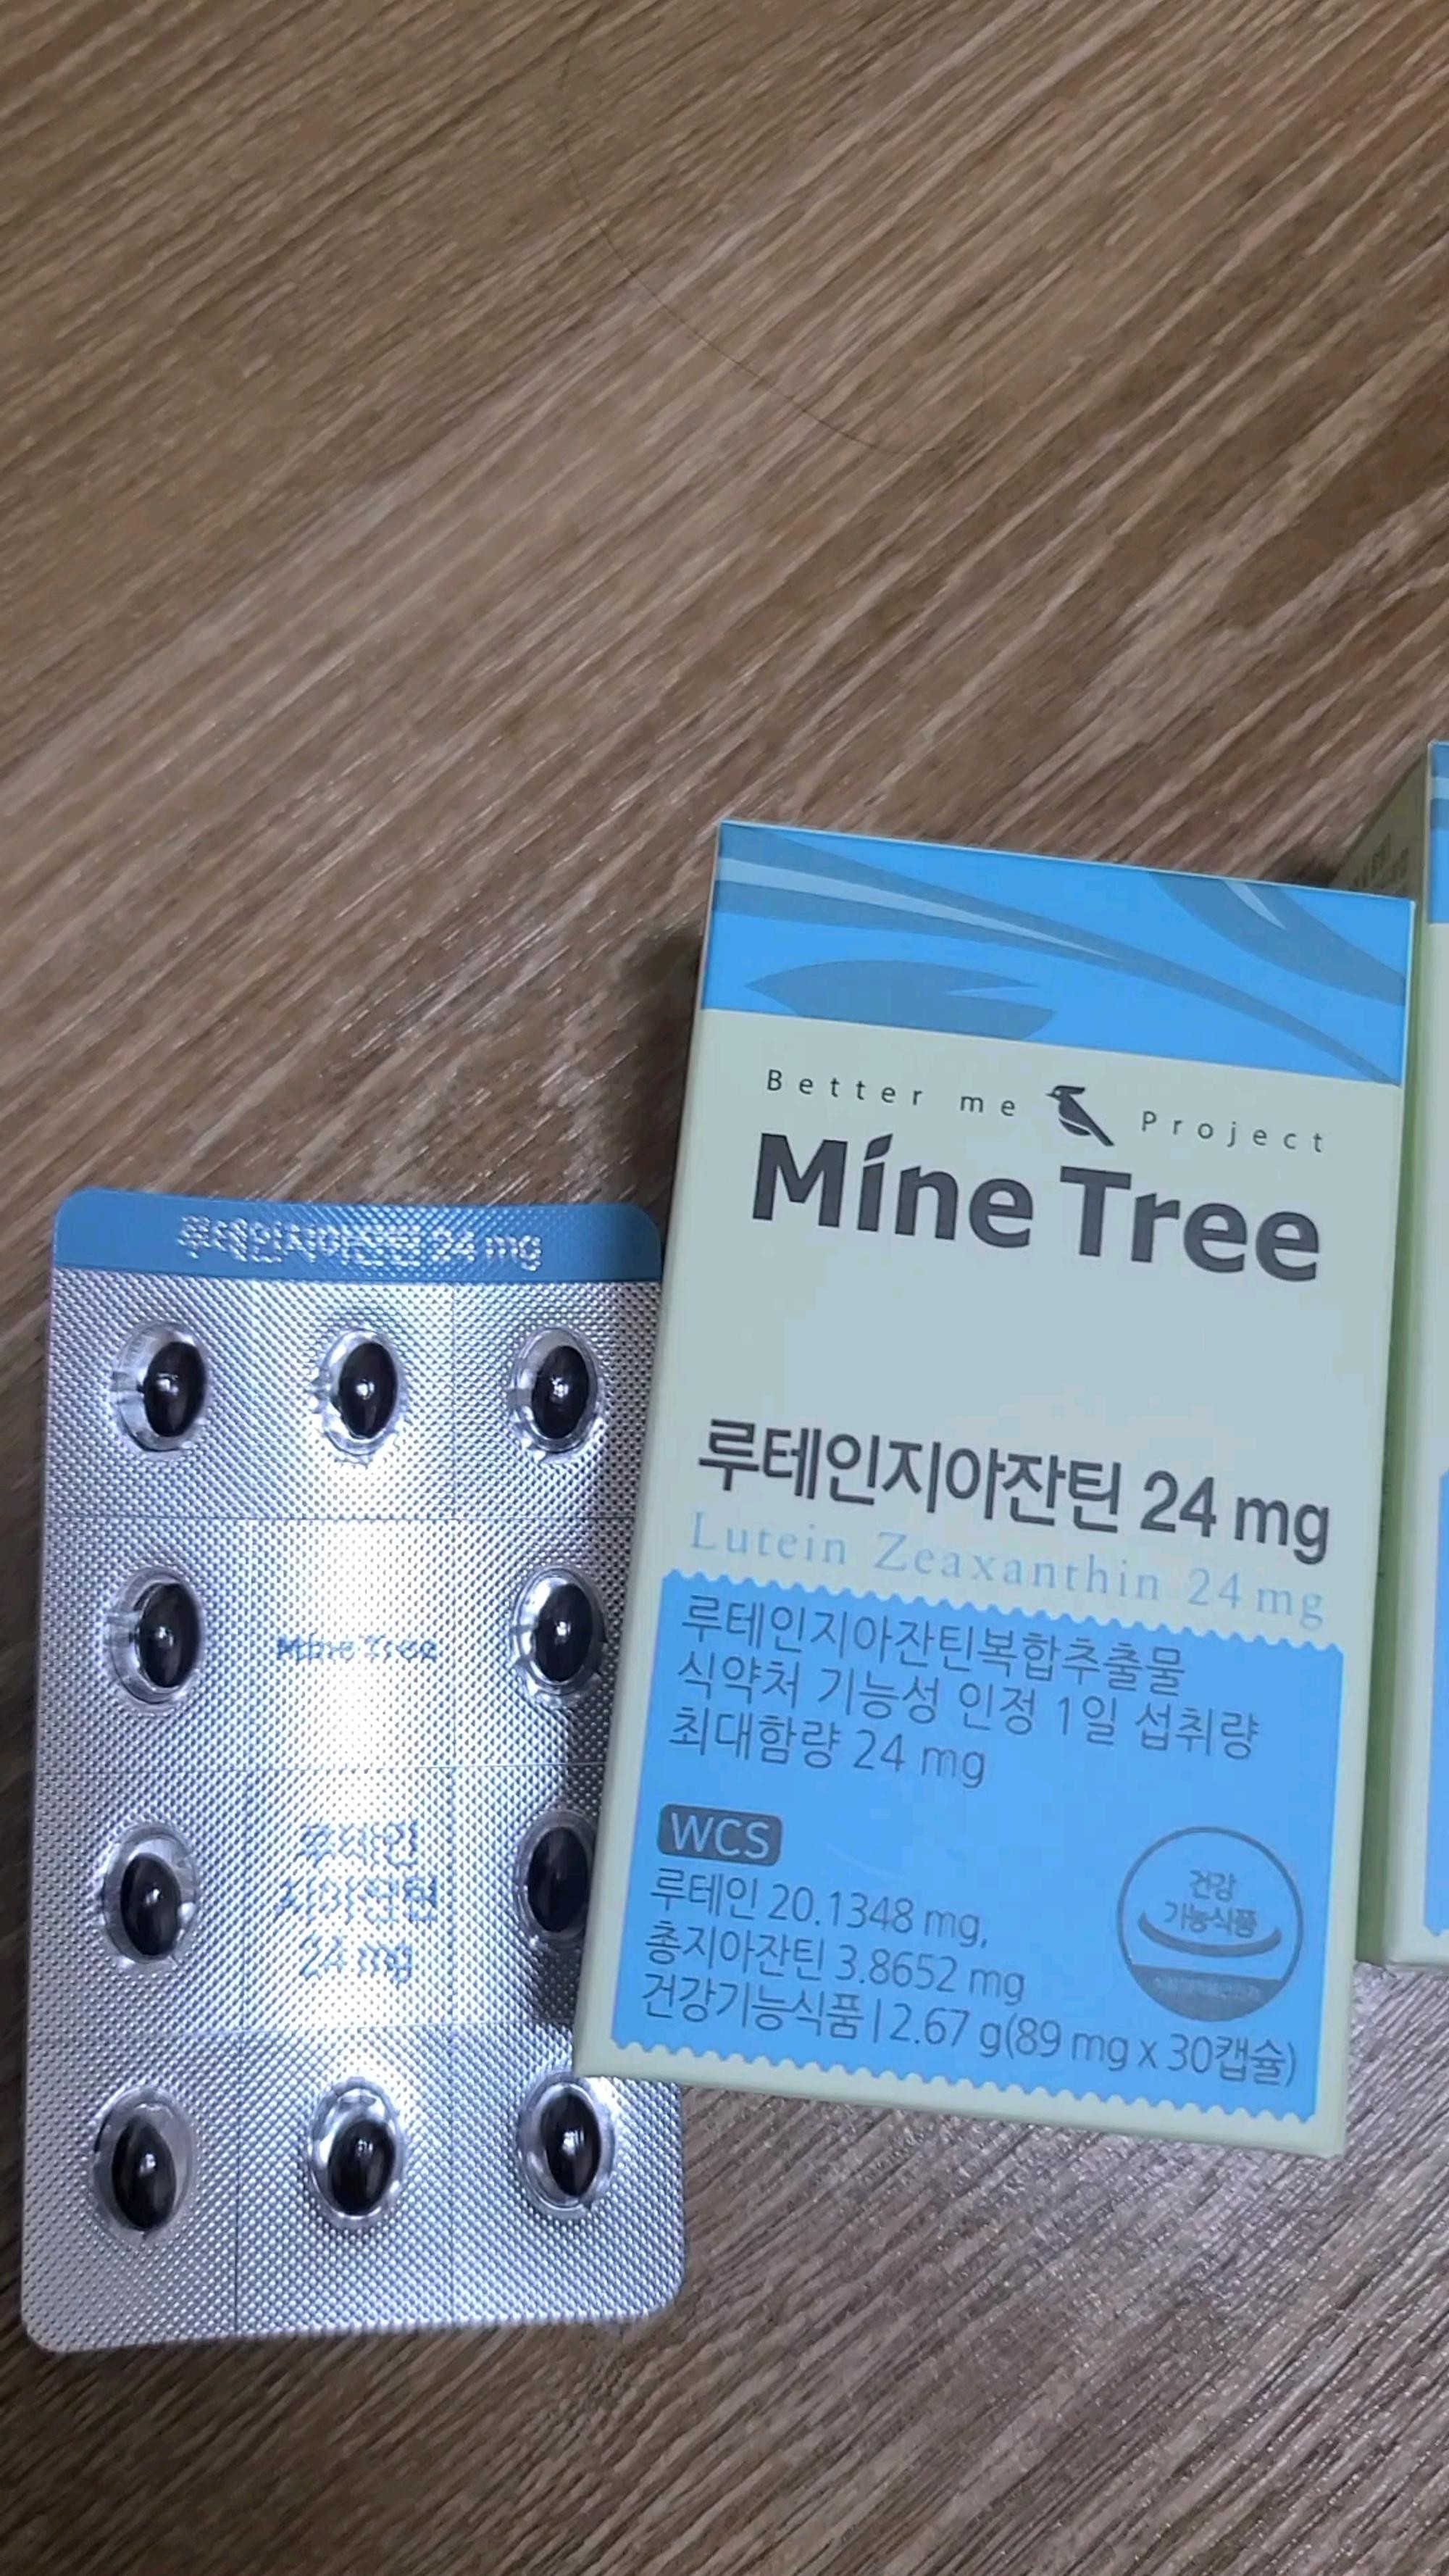 Better me Project
Mine Tree
루테인지아잔틴 24 mg
Lutein Zeaxanthin 24 mg
루테인지아잔틴복합추출물
식약처 기능성 인정 1일 섭취량
최대함량 24 mg
WCS
루테인 20.1348 mg,
총지아잔틴 3.8652 mg
건강기능식품 | 2.67 g(89 mg x 30캡슐)
건강
기능식품
루테인지아잔틴 24 mg
Mine Tree
루테인
지아잔틴
24 mg